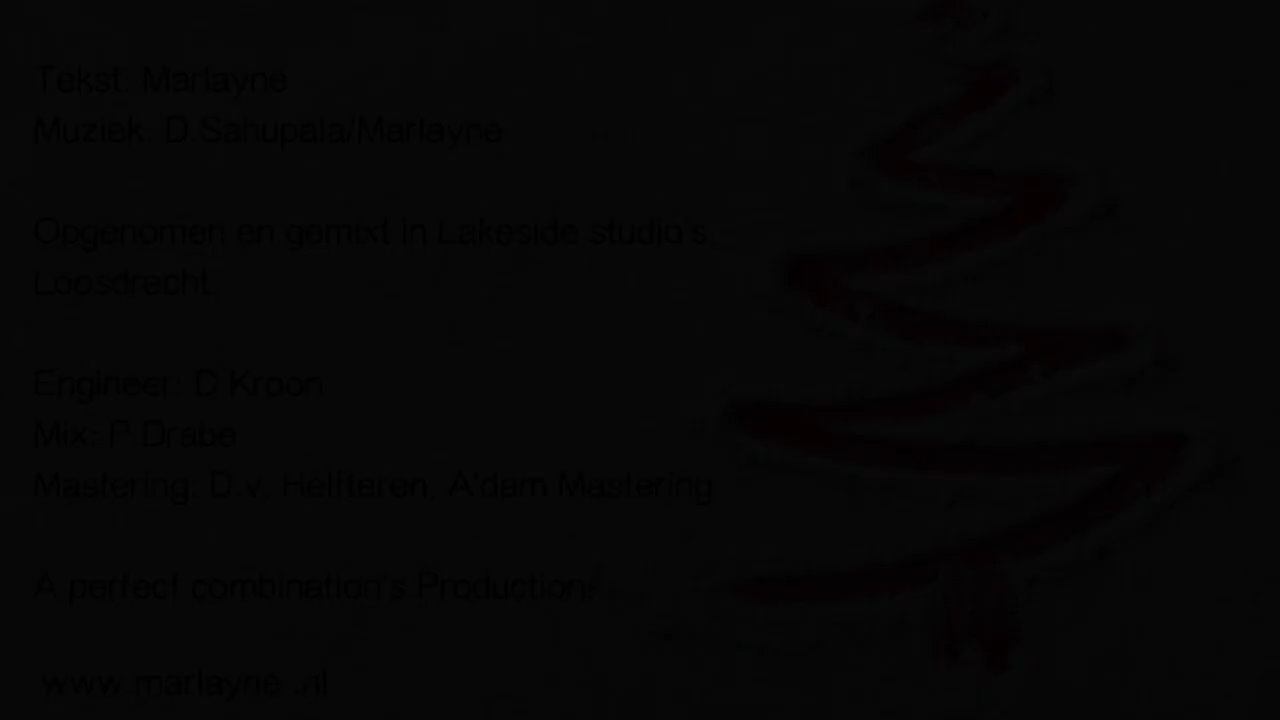 Tekst: Marlayne
Muziek: D.Sahupala/Marlayne
Opgenomen en gemixt in Lakeside studio's,
Loosdrecht.
Engineer: D.Kroon
Mix: P.Drabe
Mastering: D.v. Helfteren, A'dam Mastering
A perfect combination's Production
www.marlayne.nl